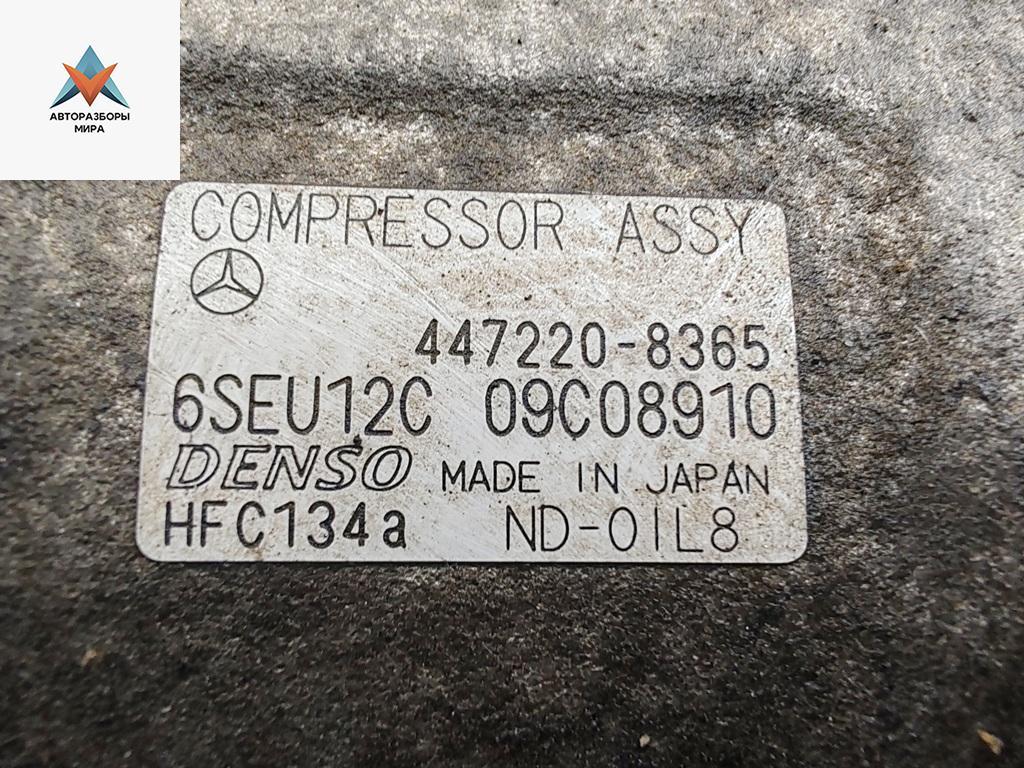 АВТОРАЗБОРЫ
МИРА
COMPRESSOR ASSY
447220-8365
6SEU12C 09C08910
DENSO MADE IN JAPAN
HFC134a ND-OIL8